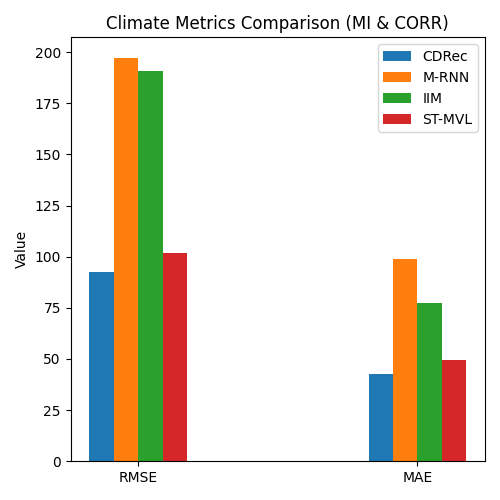 Climate Metrics Comparison (MI & CORR)
CDRec
M-RNN
IIM
ST-MVL
Value
200
175
150
125
100
75
50
25
0
RMSE
MAE